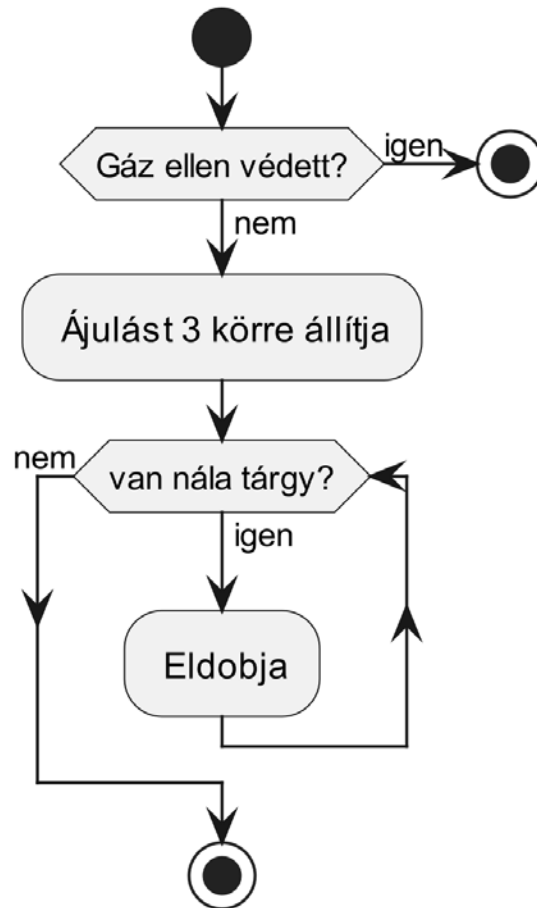 Gáz ellen védett?
igen
nem
Ájulást 3 körre állítja
nem
van nála tárgy?
igen
Eldobja